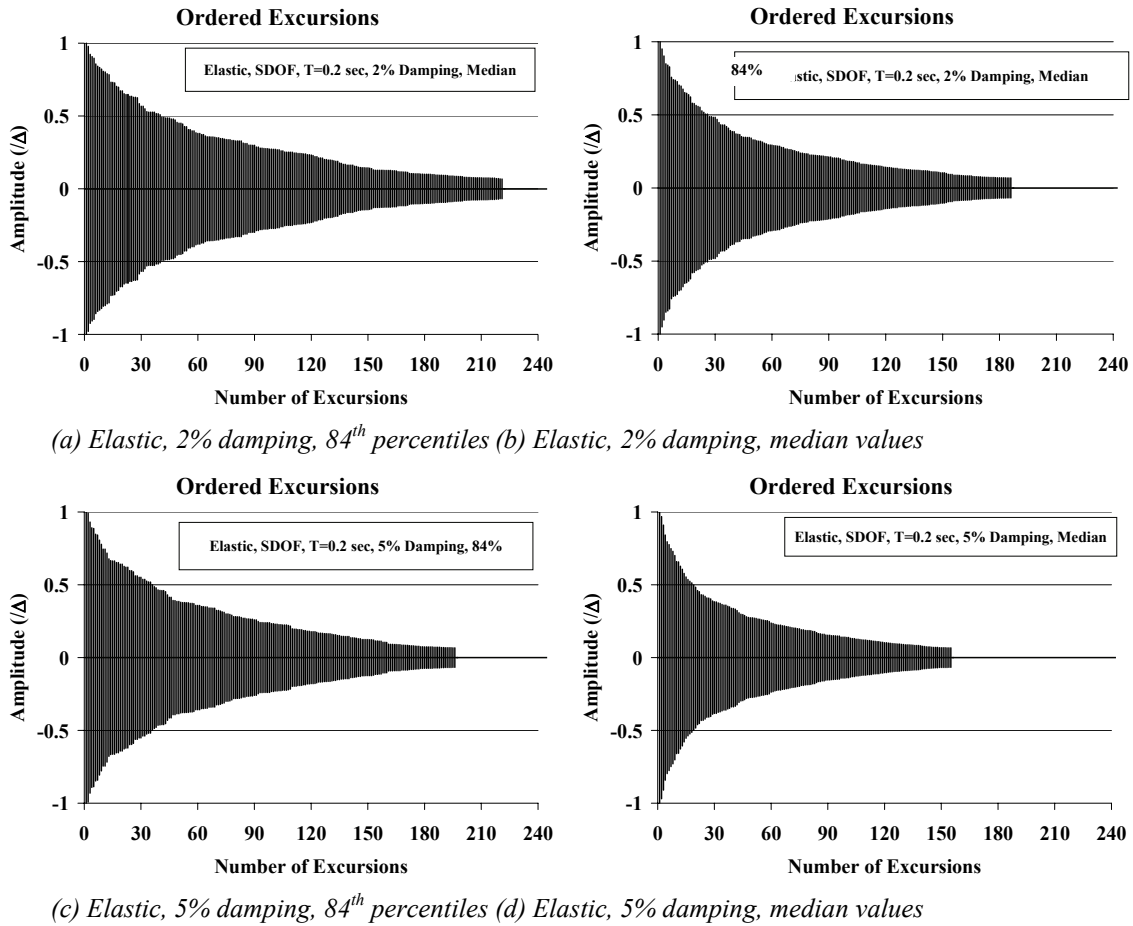 Ordered Excursions
Elastic, SDOF, T=0.2 sec, 2% Damping, Median
Amplitude (/Δ)
1
0.5
0
-0.5
-1
0 30 60 90 120 150 180 210 240
Number of Excursions
Ordered Excursions
84% stic, SDOF, T=0.2 sec, 2% Damping, Median
Amplitude (/Δ)
1
0.5
0
-0.5
-1
0 30 60 90 120 150 180 210 240
Number of Excursions
(a) Elastic, 2% damping, 84th percentiles (b) Elastic, 2% damping, median values
Ordered Excursions
Elastic, SDOF, T=0.2 sec, 5% Damping, 84%
Amplitude (/Δ)
1
0.5
0
-0.5
-1
0 30 60 90 120 150 180 210 240
Number of Excursions
Ordered Excursions
Elastic, SDOF, T=0.2 sec, 5% Damping, Median
Amplitude (/Δ)
1
0.5
0
-0.5
-1
0 30 60 90 120 150 180 210 240
Number of Excursions
(c) Elastic, 5% damping, 84th percentiles (d) Elastic, 5% damping, median values